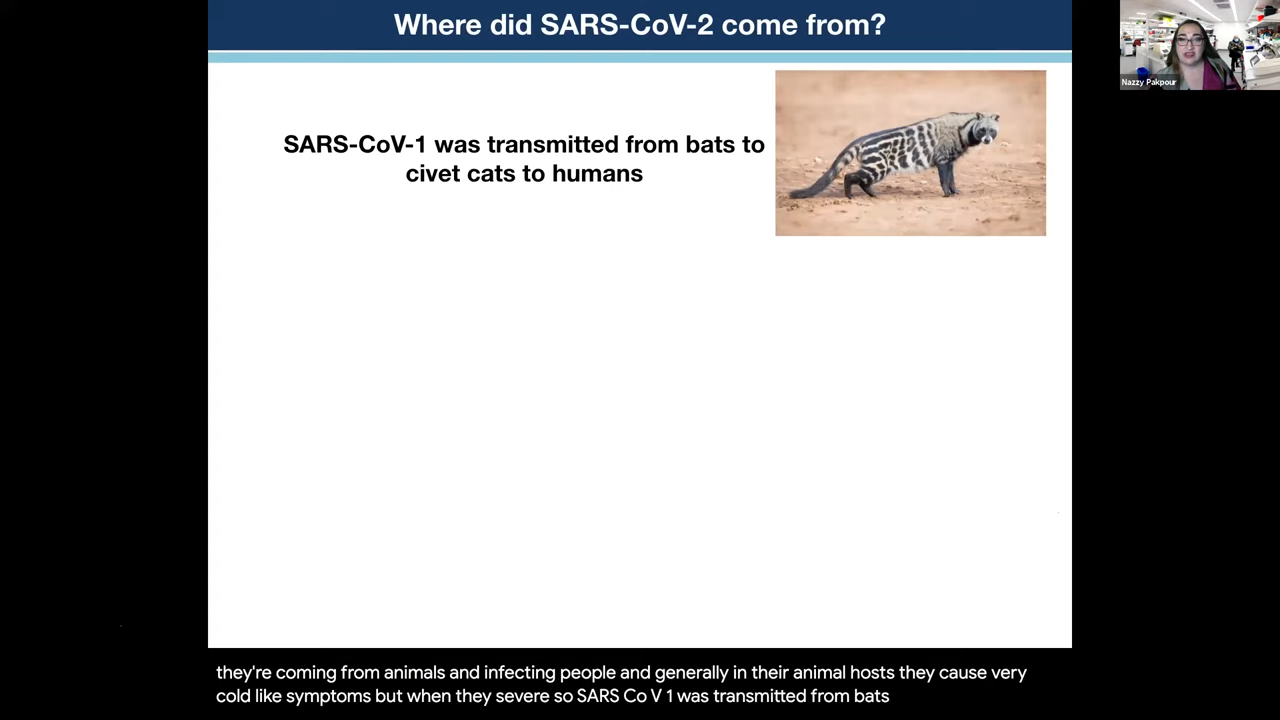 Where did SARS-CoV-2 come from?
Nazzy Pakpour
SARS-CoV-1 was transmitted from bats to
civet cats to humans
they're coming from animals and infecting people and generally in their animal hosts they cause very
cold like symptoms but when they severe so SARS Co V 1 was transmitted from bats